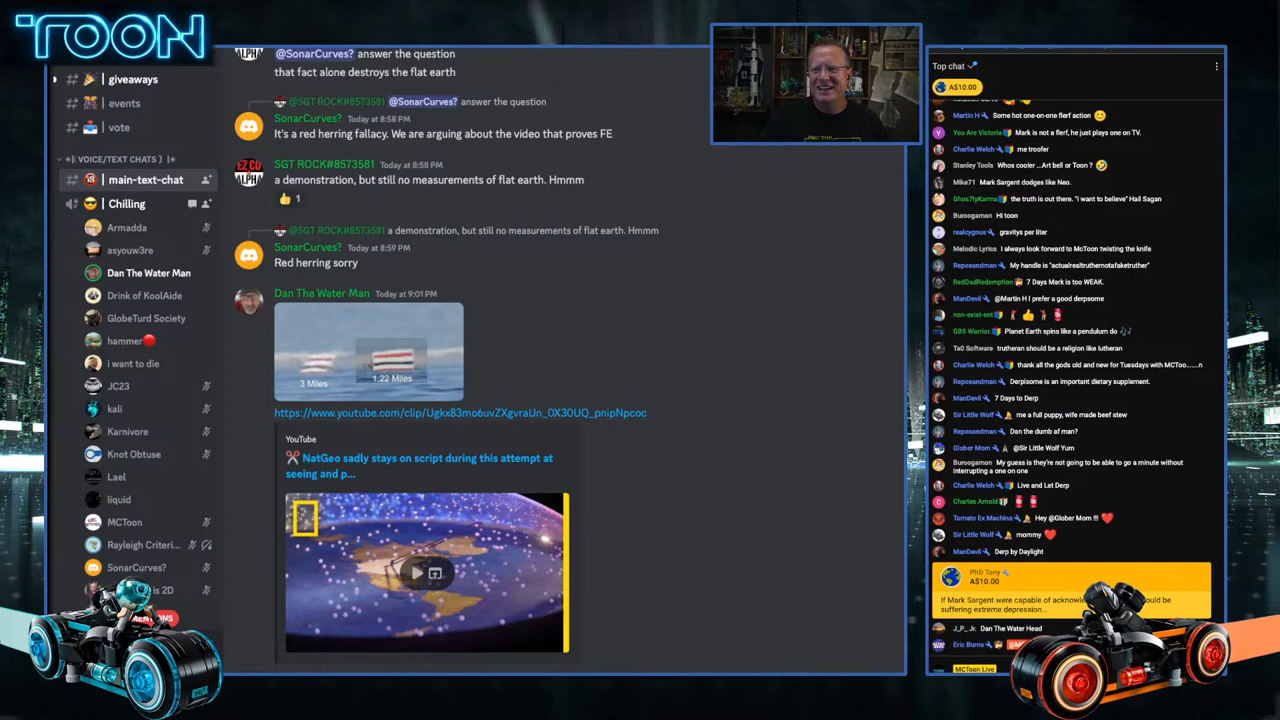 TOON
giveaways
events
vote
VOICE/TEXT CHATS
main-text-chat
Chilling
Armadda
asyouw3re
Dan The Water Man
Drink of KoolAide
GlobeTurd Society
hammer
i want to die
JC23
kali
Karnivore
Knot Obtuse
Lael
liquid
MCToon
Rayleigh Criteri...
SonarCurves?
is 2D
ALPHA
@SonarCurves? answer the question
that fact alone destroys the flat earth
@SGT ROCK#8573581 @SonarCurves? answer the question
SonarCurves? Today at 8:58 PM
It's a red herring fallacy. We are arguing about the video that proves FE
EZ CO
ALPHA
SGT ROCK#8573581 Today at 8:58 PM
a demonstration, but still no measurements of flat earth. Hmmm
1
@SGT ROCK#8573581 a demonstration, but still no measurements of flat earth. Hmmm
SonarCurves? Today at 8:59 PM
Red herring sorry
Dan The Water Man Today at 9:01 PM
3 Miles
1.22 Miles
https://www.youtube.com/clip/Ugkx83mo6uvZXgvraUn_0X30UQ_pnipNpcoc
YouTube
NatGeo sadly stays on script during this attempt at
seeing and p...
Top chat
A$10.00
Martin H Some hot one-on-one flerf action
You Are Victoria Mark is not a flerf, he just plays one on TV.
Charlie Welch me troofer
Stanley Tools Whos cooler ...Art bell or Toon ?
Mike71 Mark Sargent dodges like Neo.
Ghos7lyKarma the truth is out there. "i want to believe" Hail Sagan
Buroogamon Hi toon
realcygnus gravitys per liter
Melodic Lyrics I always look forward to McToon twisting the knife
Reposandman My handle is "actualrealtruthernotafaketruther"
RedDadRedemption 7 Days Mark is too WEAK.
ManDevil @Martin H I prefer a good derpsome
non-exist-ent
GBS Warrior. Planet Earth spins like a pendulum do
Ta0 Software trutheran should be a religion like lutheran
Charlie Welch thank all the gods old and new for Tuesdays with MCToon......n
Reposandman Derpisome is an important dietary supplement.
ManDevil 7 Days to Derp
Sir Little Wolf me a full puppy, wife made beef stew
Reposandman Dan the dumb af man?
Glober Mom @Sir Little Wolf Yum
Buroogamon My guess is they're not going to be able to go a minute without
interrupting a one on one
Charlie Welch Live and Let Derp
Charles Arnold
Tomato Ex Machina Hey @Glober Mom !!!
Sir Little Wolf mommy
ManDevil Derp by Daylight
PhD Tony
A$10.00
If Mark Sargent were capable of
suffering extreme depression...
J_P_ Jr. Dan The Water Head
Eric Burns
MCToon Live